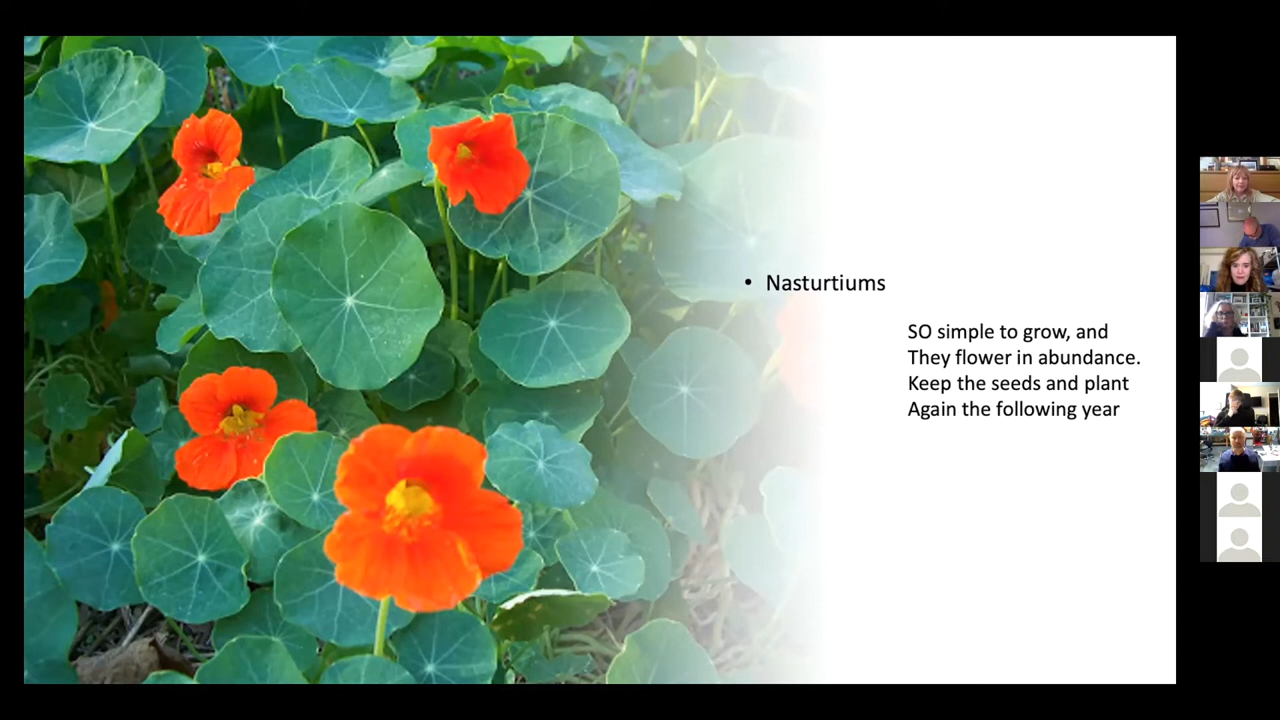 • Nasturtiums
SO simple to grow, and
They flower in abundance.
Keep the seeds and plant
Again the following year